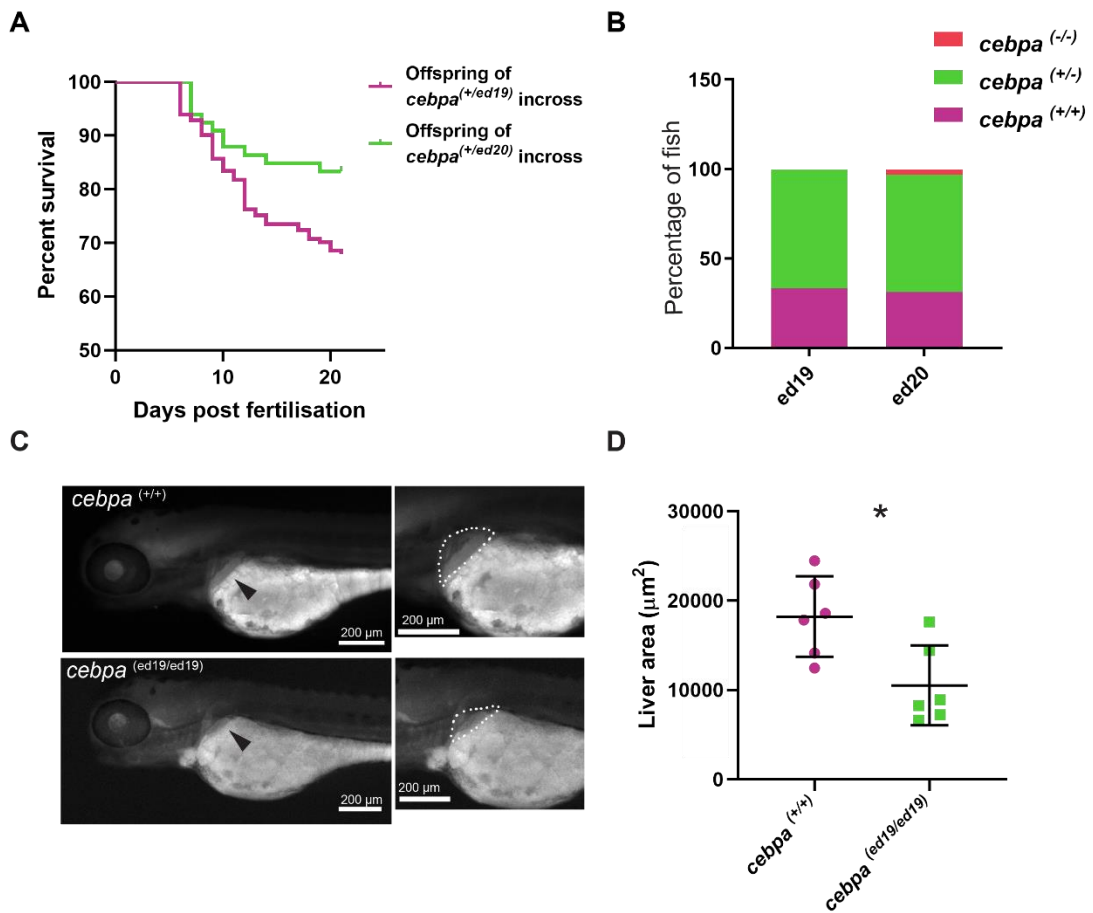 A
Percent survival
100
90
80
70
60
50
0
10
20
Days post fertilisation
Offspring of
cebpa(+/ed19) incross
Offspring of
cebpa(+/ed20) incross
B
cebpa (-/-)
cebpa (+/-)
cebpa (+/+)
Percentage of fish
150
100
50
0
ed19
ed20
C
cebpa (+/+)
200 µm
200 µm
cebpa (ed19/ed19)
200 µm
200 µm
D
Liver area (µm2)
30000
20000
10000
0
*
cebpa (+/+)
cebpa (ed19/ed19)